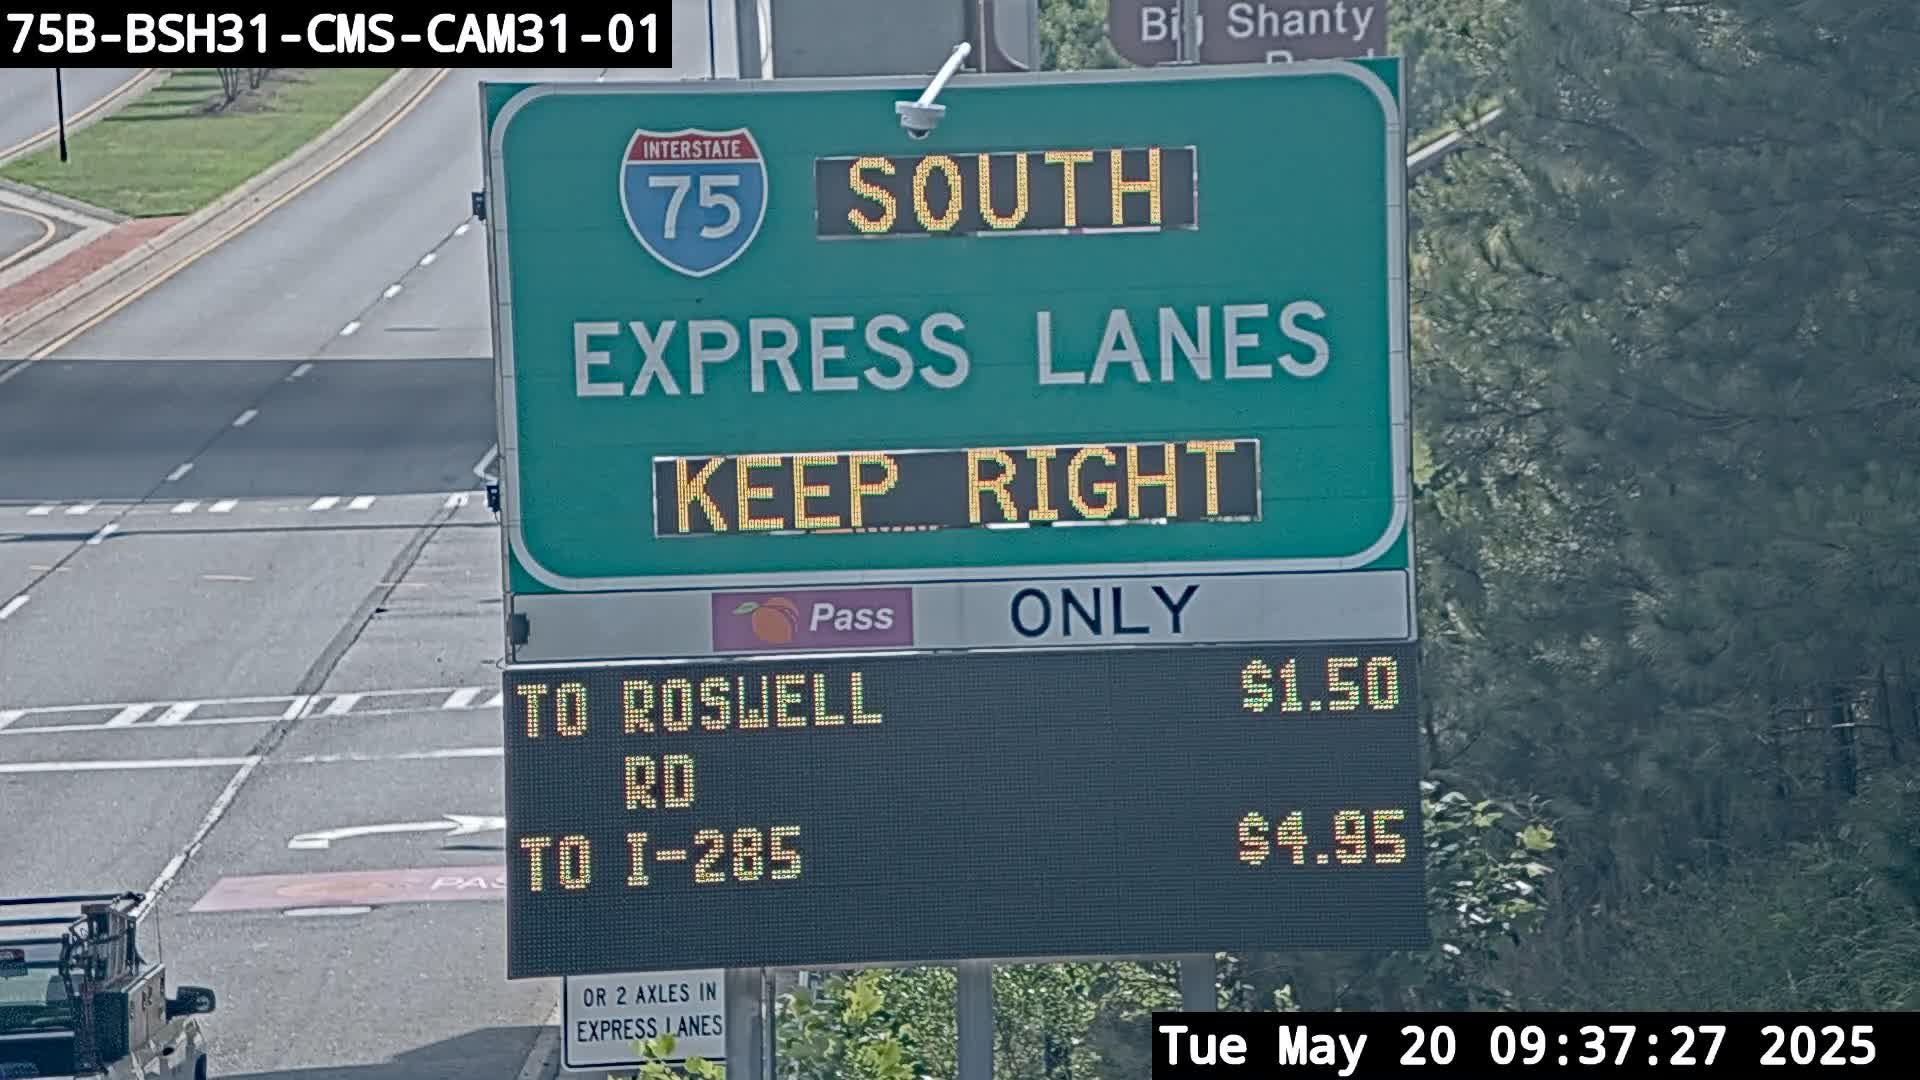 75B-BSH31-CMS-CAM31-01
Big Shanty
INTERSTATE
75
SOUTH
EXPRESS LANES
KEEP RIGHT
Pass
ONLY
TO ROSWELL $1.50
RD
TO I-285 $4.95
OR 2 AXLES IN
EXPRESS LANES
Tue May 20 09:37:27 2025